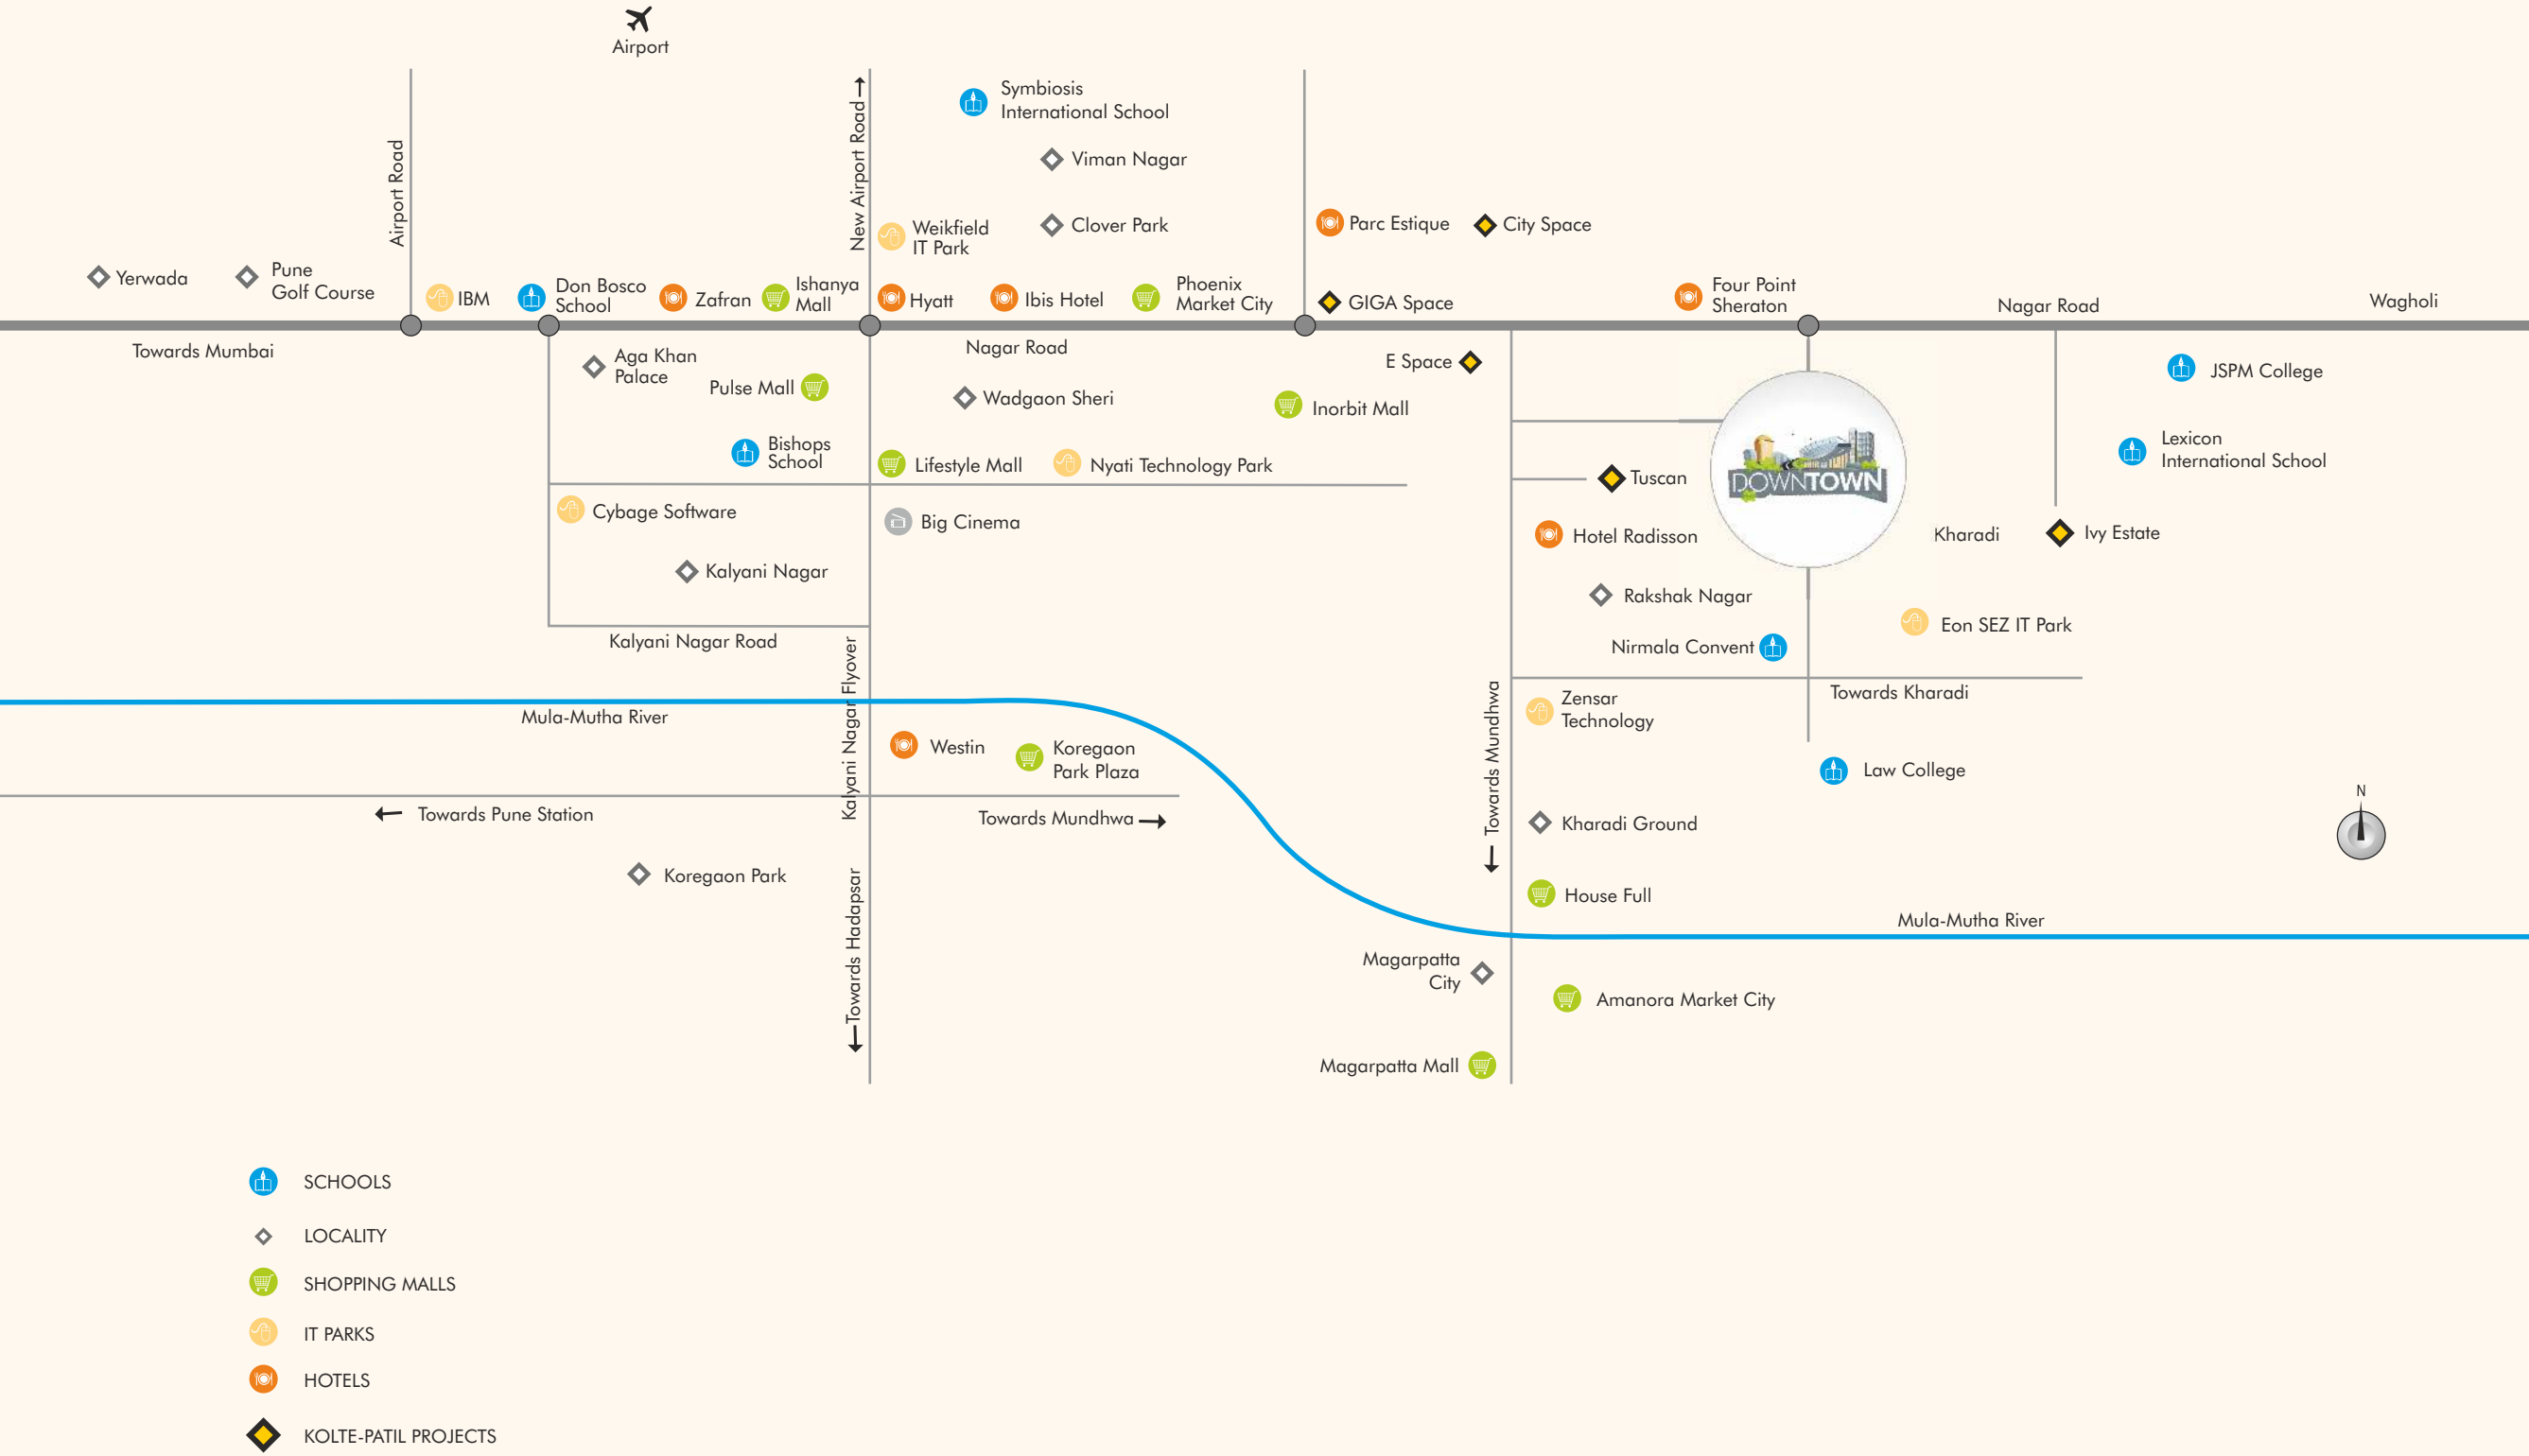 Airport
Airport Road
New Airport Road
Symbiosis
International School
Viman Nagar
Weikfield
IT Park
Clover Park
Parc Estique
City Space
Yerwada
Pune
Golf Course
IBM
Don Bosco
School
Zafran
Ishanya
Mall
Hyatt
Ibis Hotel
Phoenix
Market City
GIGA Space
Four Point
Sheraton
Nagar Road
Wagholi
Towards Mumbai
Aga Khan
Palace
Pulse Mall
Nagar Road
Wadgaon Sheri
E Space
Inorbit Mall
JSPM College
Bishops
School
Lifestyle Mall
Nyati Technology Park
Tuscan
DOWNTOWN
Lexicon
International School
Cybage Software
Big Cinema
Hotel Radisson
Kharadi
Ivy Estate
Kalyani Nagar
Rakshak Nagar
Kalyani Nagar Road
Nirmala Convent
Eon SEZ IT Park
Kalyani Nagar Flyover
Towards Mundhwa
Towards Kharadi
Mula-Mutha River
Zensar
Technology
Westin
Koregaon
Park Plaza
Law College
Towards Pune Station
Towards Mundhwa
Kharadi Ground
N
Koregaon Park
Towards Hadapsar
House Full
Mula-Mutha River
Magarpatta
City
Amanora Market City
Magarpatta Mall
SCHOOLS
LOCALITY
SHOPPING MALLS
IT PARKS
HOTELS
KOLTE-PATIL PROJECTS